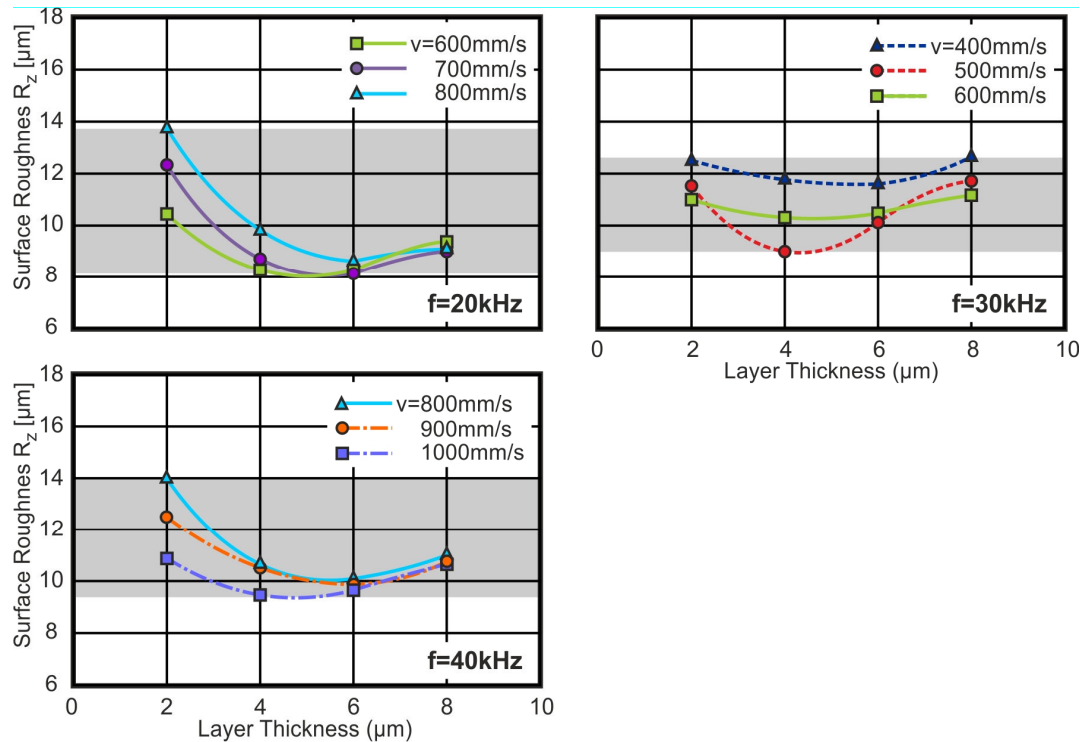 Surface Roughnes Rz [µm]
18
16
14
12
10
8
6
v=600mm/s
700mm/s
800mm/s
f=20kHz
v=400mm/s
500mm/s
600mm/s
f=30kHz
0 2 4 6 8 10
Layer Thickness (µm)
Surface Roughnes Rz [µm]
18
16
14
12
10
8
6
v=800mm/s
900mm/s
1000mm/s
f=40kHz
0 2 4 6 8 10
Layer Thickness (µm)